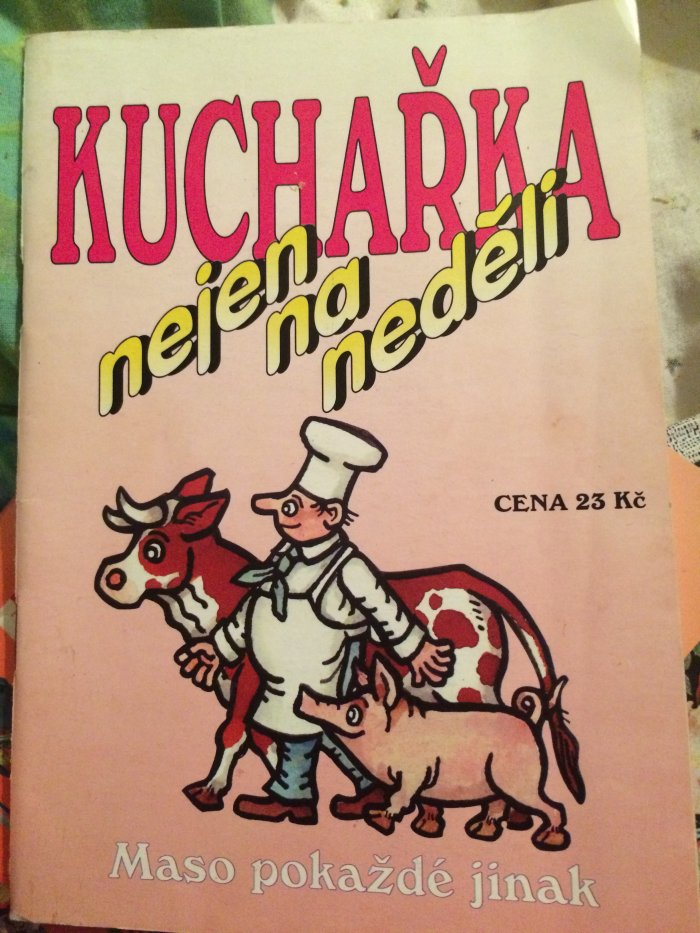 KUCHAŘKA
nejen
na
neděli
CENA 23 Kč
Maso pokaždé jinak